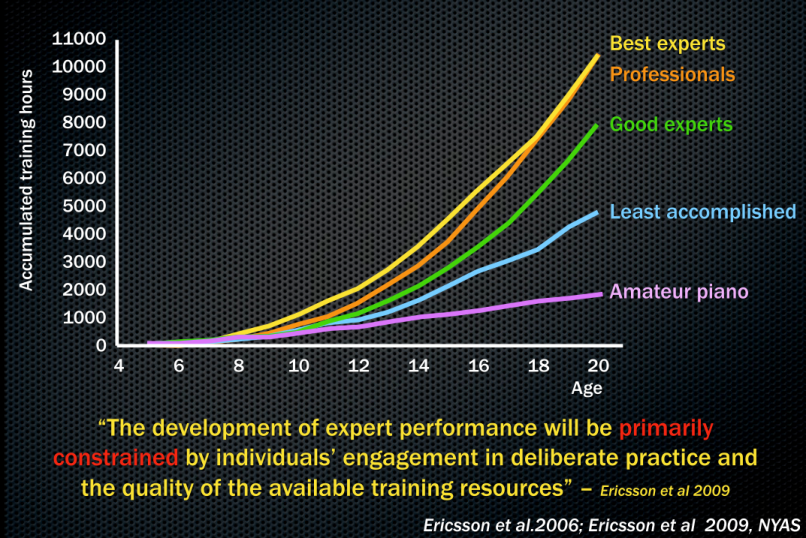 11000
10000
9000
8000
7000
6000
5000
4000
3000
2000
1000
0
Accumulated training hours
4 6 8 10 12 14 16 18 20
Age
Best experts
Professionals
Good experts
Least accomplished
Amateur piano
“The development of expert performance will be primarily
constrained by individuals’ engagement in deliberate practice and
the quality of the available training resources” – Ericsson et al 2009
Ericsson et al.2006; Ericsson et al 2009, NYAS